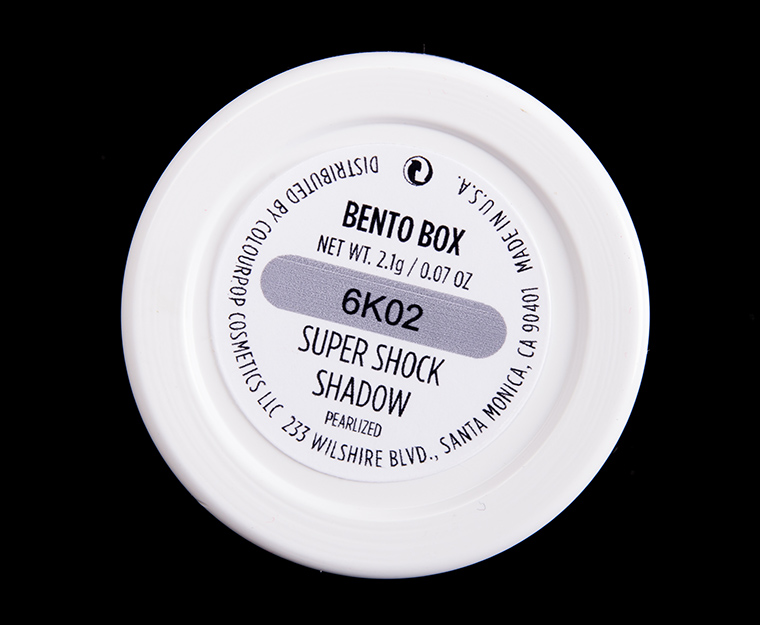 BENTO BOX
NET WT. 2.1g / 0.07 OZ
6K02
SUPER SHOCK
SHADOW
PEARLIZED
DISTRIBUTED BY COLOURPOP COSMETICS LLC 233 WILSHIRE BLVD., SANTA MONICA, CA 90401 MADE IN U.S.A.